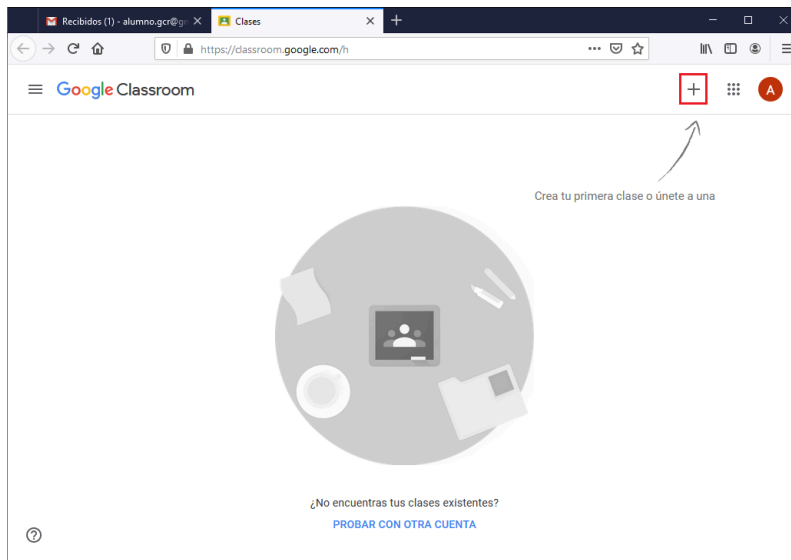 Recibidos (1) - alumno.gcr@g
Clases
https://classroom.google.com/h
Google Classroom
A
Crea tu primera clase o únete a una
¿No encuentras tus clases existentes?
PROBAR CON OTRA CUENTA